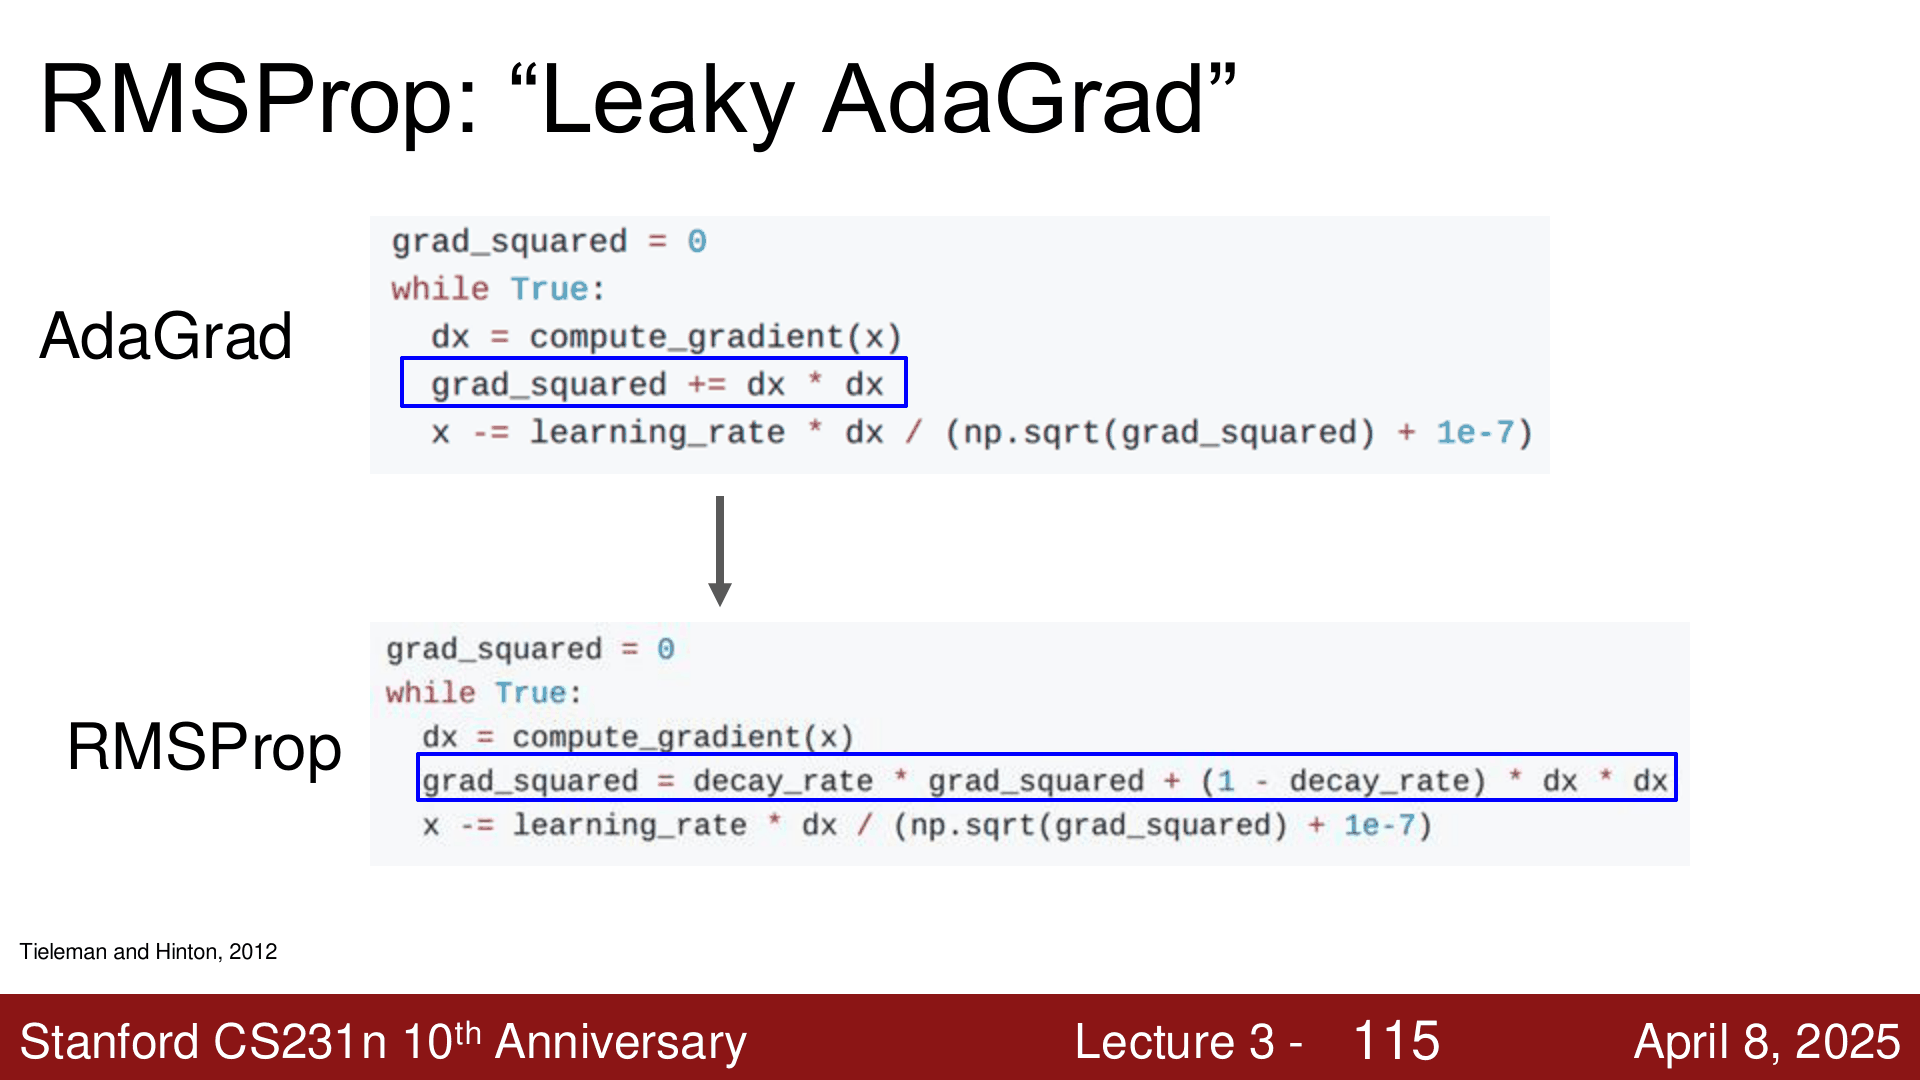 RMSProp: “Leaky AdaGrad”
AdaGrad
grad_squared = 0
while True:
  dx = compute_gradient(x)
  grad_squared += dx * dx
  x -= learning_rate * dx / (np.sqrt(grad_squared) + 1e-7)
RMSProp
grad_squared = 0
while True:
  dx = compute_gradient(x)
  grad_squared = decay_rate * grad_squared + (1 - decay_rate) * dx * dx
  x -= learning_rate * dx / (np.sqrt(grad_squared) + 1e-7)
Tieleman and Hinton, 2012
Stanford CS231n 10th Anniversary Lecture 3 - 115 April 8, 2025